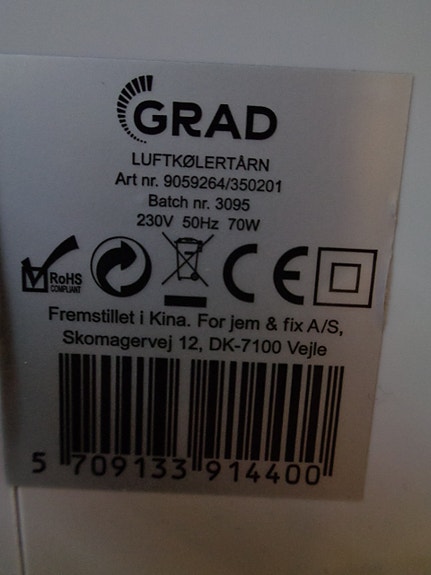 GRAD
LUFTKØLERTÅRN
Art nr. 9059264/350201
Batch nr. 3095
230V 50Hz 70W
RoHS
COMPLIANT
CE
Fremstillet i Kina. For jem & fix A/S,
Skomagervej 12, DK-7100 Vejle
5 709133 914400